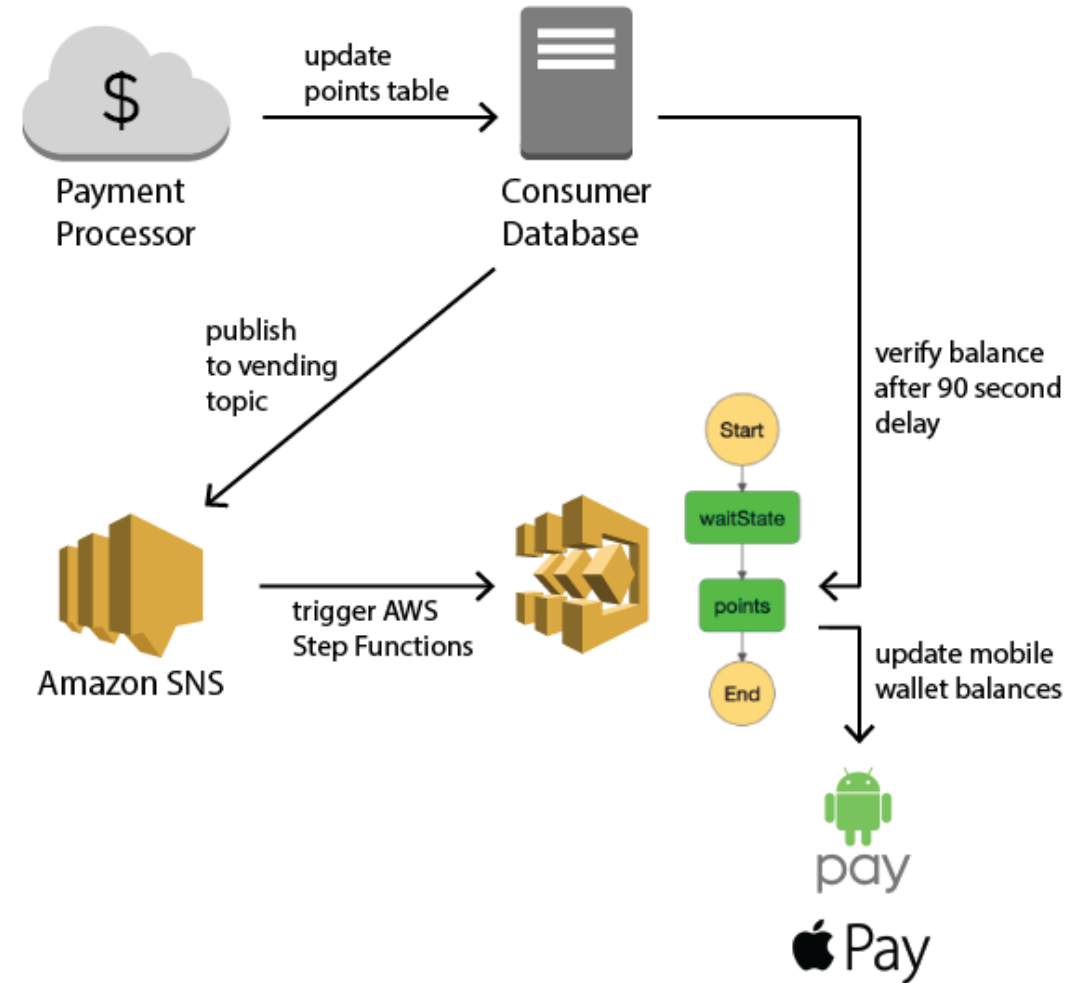 $
update
points table
Payment
Processor
Consumer
Database
publish
to vending
topic
verify balance
after 90 second
delay
Start
waitState
points
End
trigger AWS
Step Functions
Amazon SNS
update mobile
wallet balances
pay
Pay